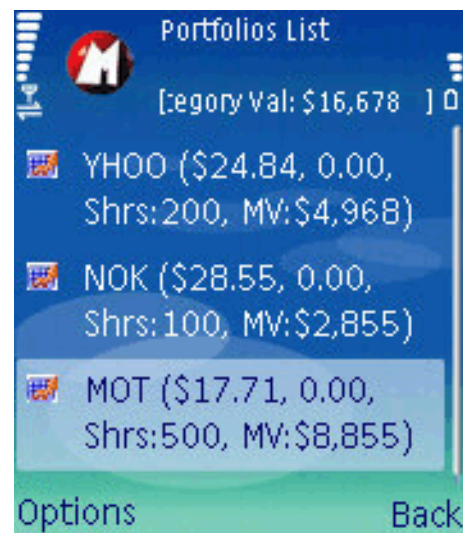 Portfolios List
[tegory Val: $16,678 ]
YHOO ($24.84, 0.00,
Shrs:200, MV:$4,968)
NOK ($28.55, 0.00,
Shrs:100, MV:$2,855)
MOT ($17.71, 0.00,
Shrs:500, MV:$8,855)
Options Back